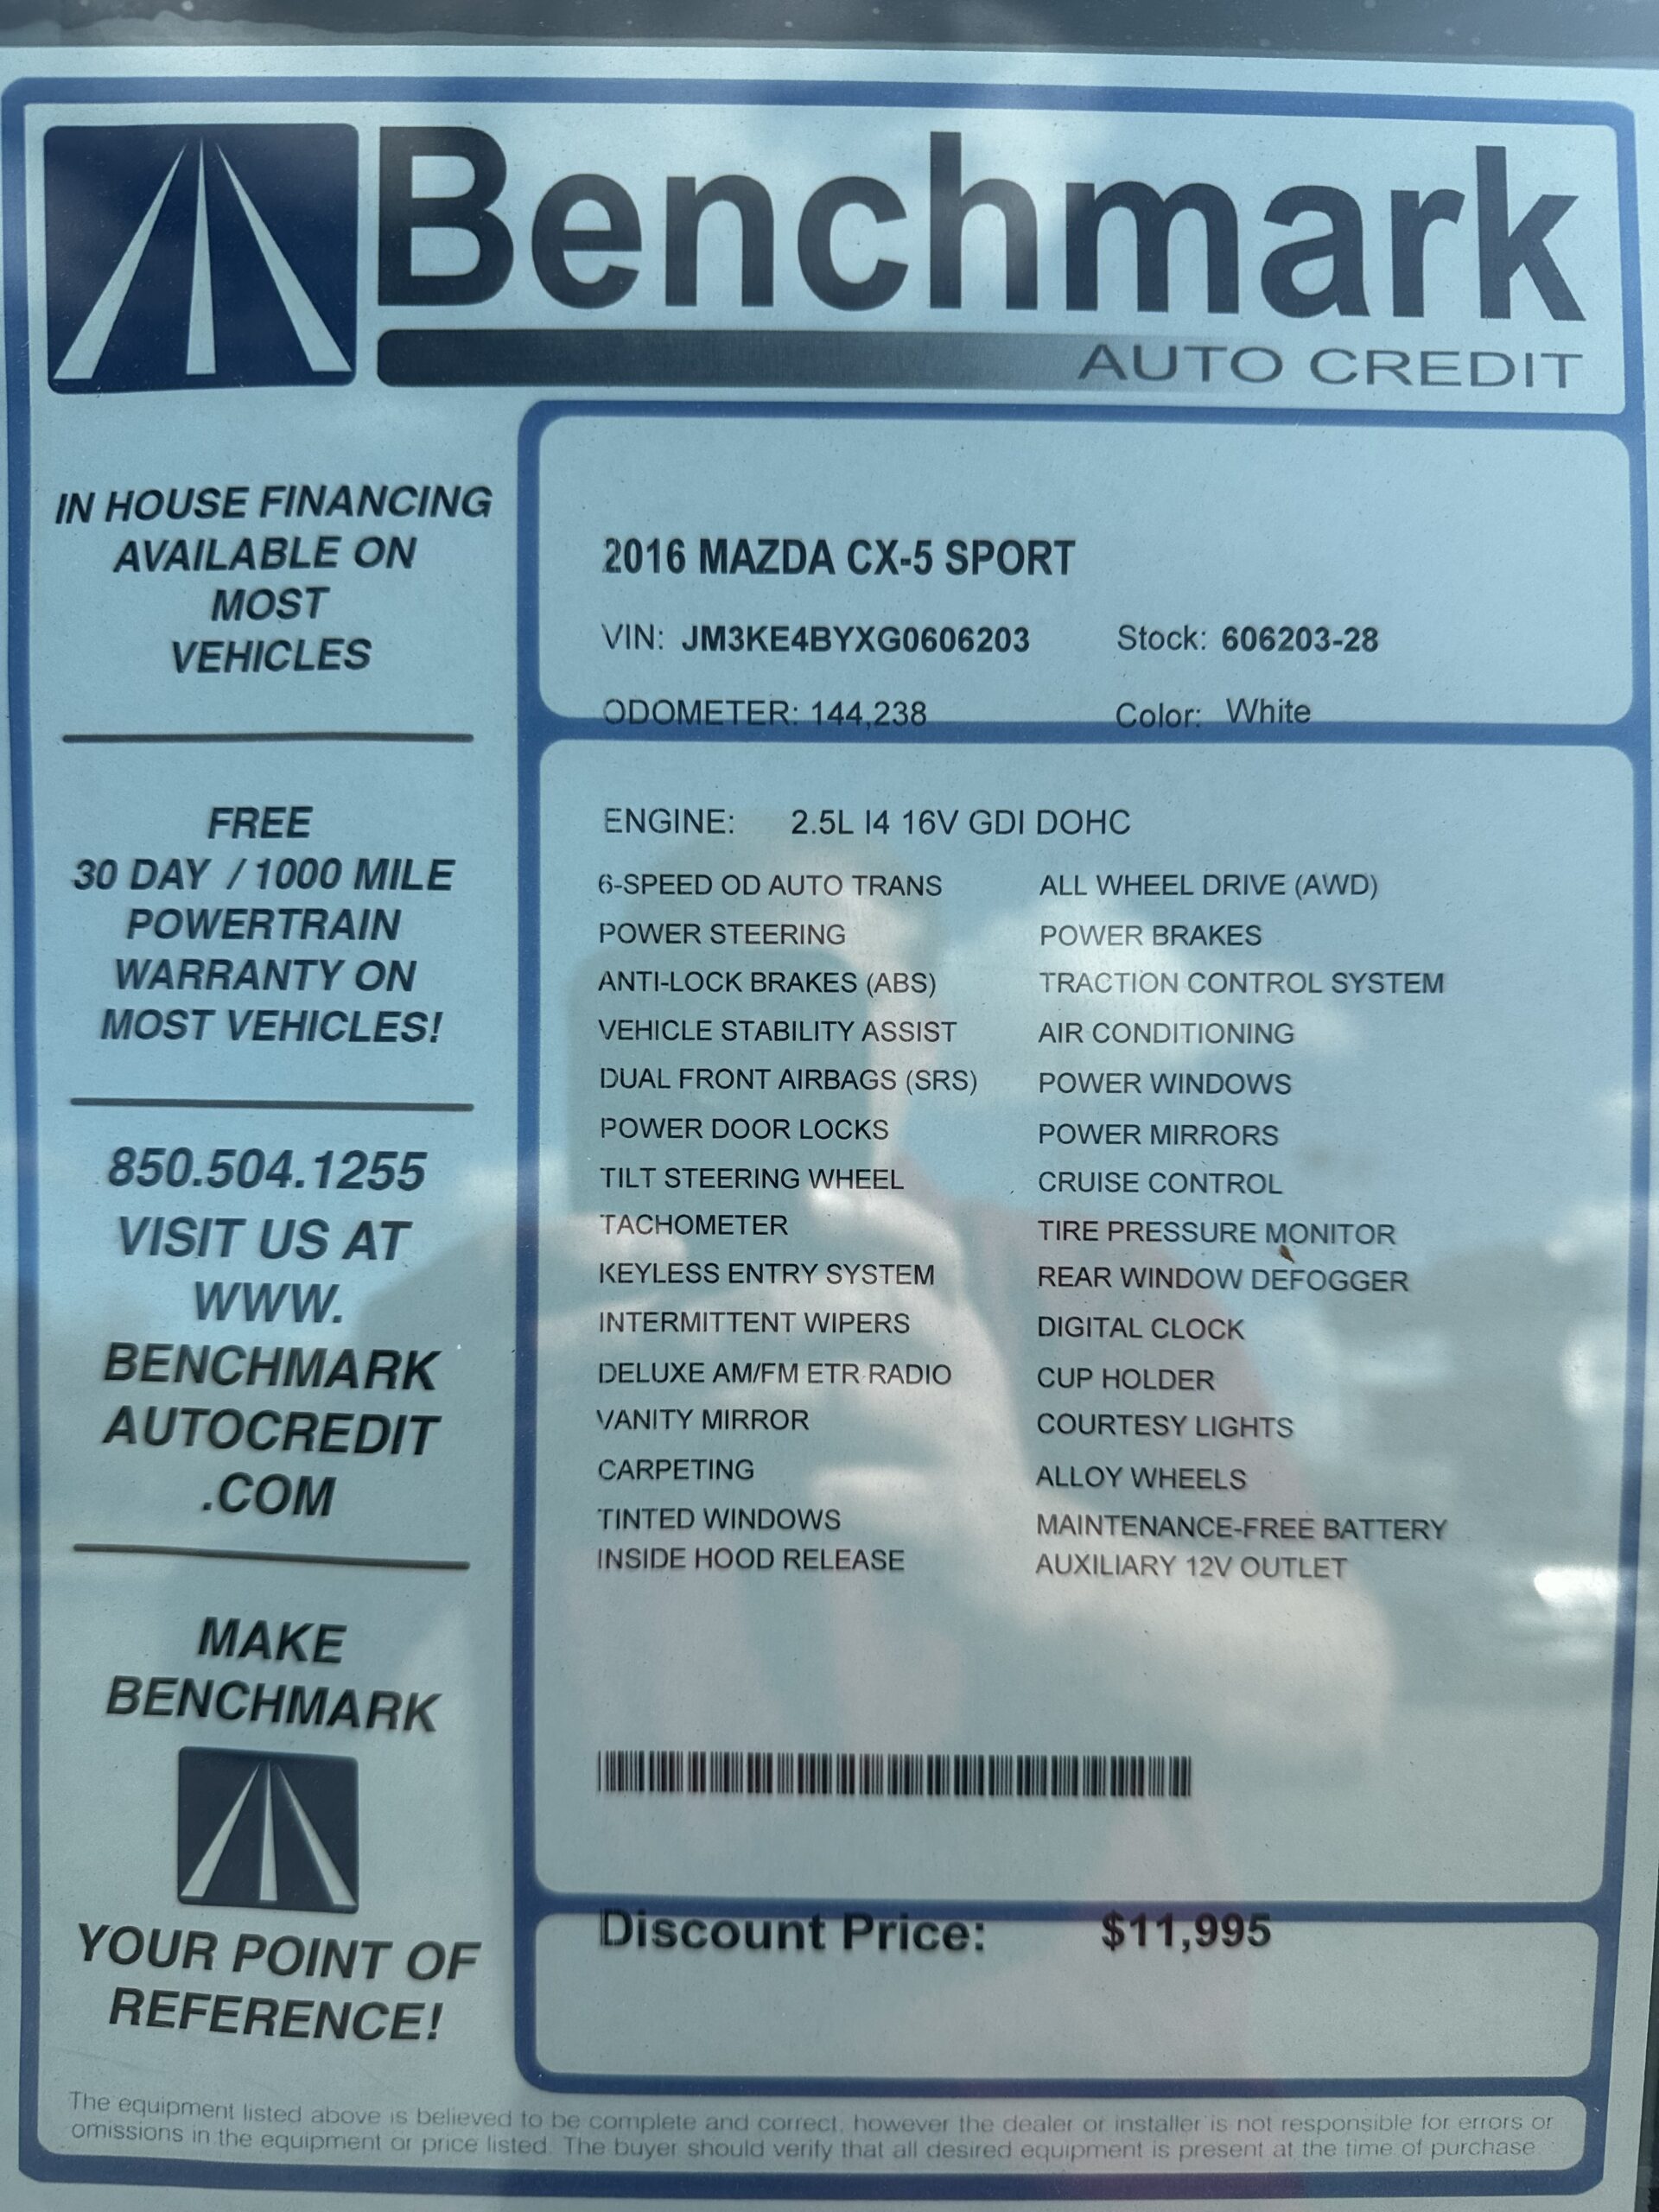 Benchmark
AUTO CREDIT
IN HOUSE FINANCING
AVAILABLE ON
MOST
VEHICLES
FREE
30 DAY / 1000 MILE
POWERTRAIN
WARRANTY ON
MOST VEHICLES!
850.504.1255
VISIT US AT
WWW.
BENCHMARK
AUTOCREDIT
.COM
MAKE
BENCHMARK
YOUR POINT OF
REFERENCE!
2016 MAZDA CX-5 SPORT
VIN: JM3KE4BYXG0606203 Stock: 606203-28
ODOMETER: 144,238 Color: White
ENGINE: 2.5L I4 16V GDI DOHC
6-SPEED OD AUTO TRANS ALL WHEEL DRIVE (AWD)
POWER STEERING POWER BRAKES
ANTI-LOCK BRAKES (ABS) TRACTION CONTROL SYSTEM
VEHICLE STABILITY ASSIST AIR CONDITIONING
DUAL FRONT AIRBAGS (SRS) POWER WINDOWS
POWER DOOR LOCKS POWER MIRRORS
TILT STEERING WHEEL CRUISE CONTROL
TACHOMETER TIRE PRESSURE MONITOR
KEYLESS ENTRY SYSTEM REAR WINDOW DEFOGGER
INTERMITTENT WIPERS DIGITAL CLOCK
DELUXE AM/FM ETR RADIO CUP HOLDER
VANITY MIRROR COURTESY LIGHTS
CARPETING ALLOY WHEELS
TINTED WINDOWS MAINTENANCE-FREE BATTERY
INSIDE HOOD RELEASE AUXILIARY 12V OUTLET
Discount Price: $11,995
The equipment listed above is believed to be complete and correct, however the dealer or installer is not responsible for errors or
omissions in the equipment or price listed. The buyer should verify that all desired equipment is present at the time of purchase.